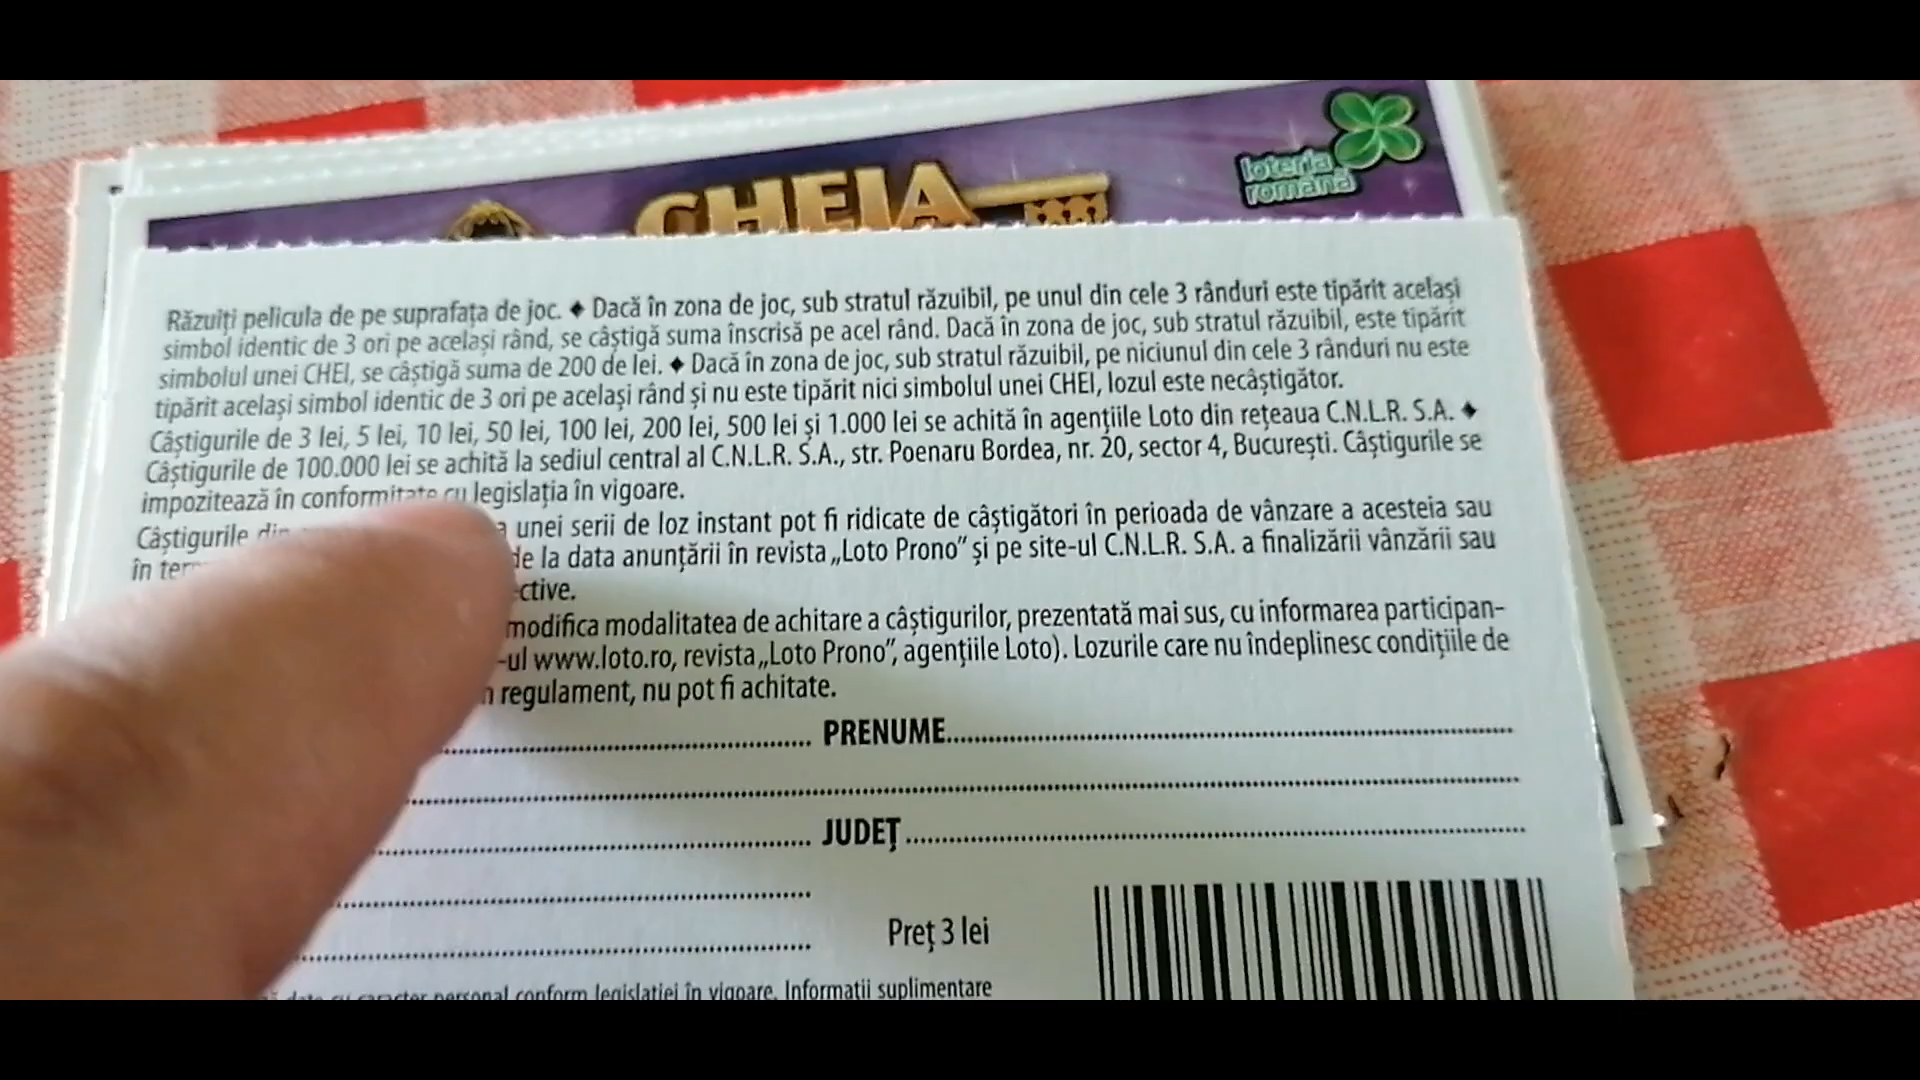 CHEIA
loteria
română
Răzuiți pelicula de pe suprafața de joc. ♦ Dacă în zona de joc, sub stratul răzuibil, pe unul din cele 3 rânduri este tipărit același
simbol identic de 3 ori pe același rând, se câștigă suma înscrisă pe acel rând. Dacă în zona de joc, sub stratul răzuibil, este tipărit
simbolul unei CHEI, se câștigă suma de 200 de lei. ♦ Dacă în zona de joc, sub stratul răzuibil, pe niciunul din cele 3 rânduri nu este
tipărit același simbol identic de 3 ori pe același rând și nu este tipărit nici simbolul unei CHEI, lozul este necâștigător.
Câștigurile de 3 lei, 5 lei, 10 lei, 50 lei, 100 lei, 200 lei, 500 lei și 1.000 lei se achită în agențiile Loto din rețeaua C.N.L.R. S.A. ♦
Câștigurile de 100.000 lei se achită la sediul central al C.N.L.R. S.A., str. Poenaru Bordea, nr. 20, sector 4, București. Câștigurile se
impozitează în conformitate cu legislația în vigoare.
Câștigurile unei serii de loz instant pot fi ridicate de câștigători în perioada de vânzare a acesteia sau
în de la data anunțării în revista „Loto Prono" și pe site-ul C.N.L.R. S.A. a finalizării vânzării sau
ctive.
modifica modalitatea de achitare a câștigurilor, prezentată mai sus, cu informarea participan-
-ul www.loto.ro, revista „Loto Prono", agențiile Loto). Lozurile care nu îndeplinesc condițiile de
regulament, nu pot fi achitate.
PRENUME
JUDEȚ
Preț 3 lei
caracter personal conform legislației în vigoare. Informații suplimentare